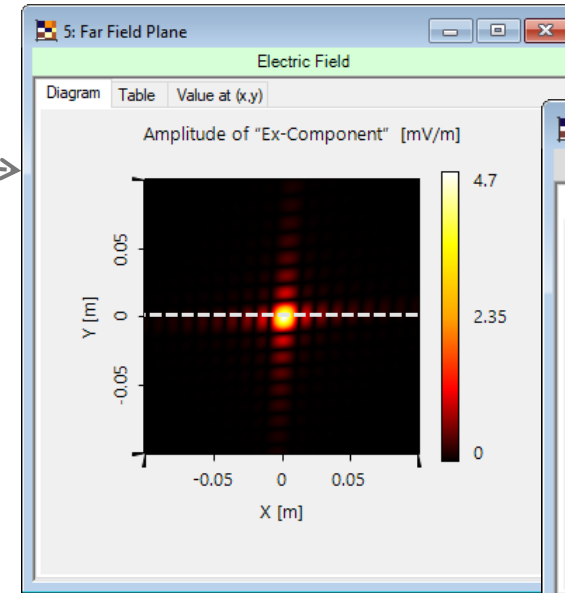 5: Far Field Plane
Electric Field
Diagram Table Value at (x,y)
Amplitude of "Ex-Component" [mV/m]
4.7
0.05
Y [m]
0
2.35
-0.05
0
-0.05 0 0.05
X [m]